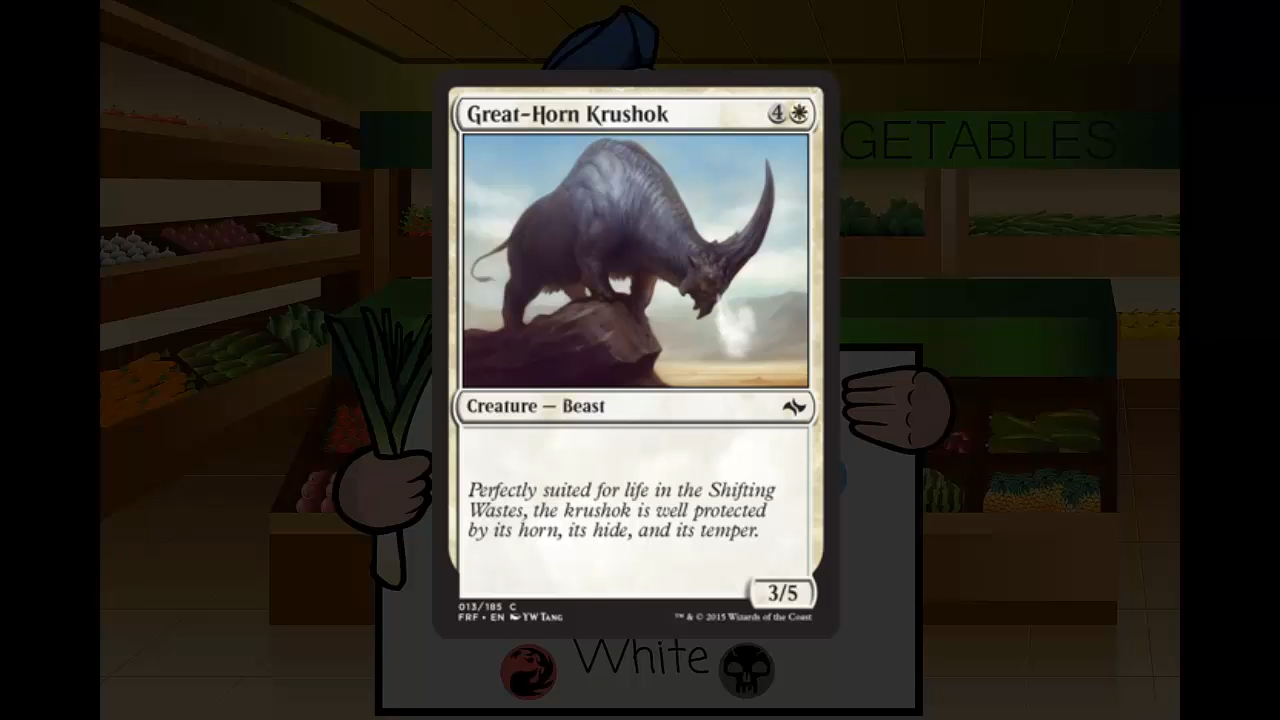 Great-Horn Krushok 4
GETABLES
Creature — Beast
Perfectly suited for life in the Shifting
Wastes, the krushok is well protected
by its horn, its hide, and its temper.
3/5
013/185 C
FRF • EN YW Tang
™ & © 2015 Wizards of the Coast
White